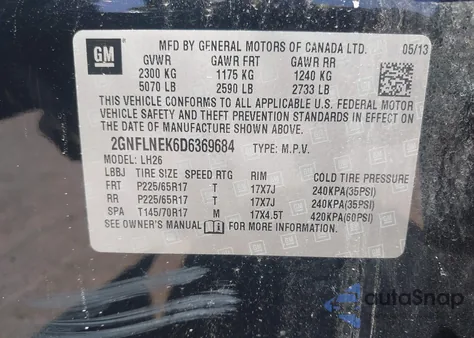 GM
MFD BY GENERAL MOTORS OF CANADA LTD. 05/13
GVWR GAWR FRT GAWR RR
2300 KG 1175 KG 1240 KG
5070 LB 2590 LB 2733 LB
THIS VEHICLE CONFORMS TO ALL APPLICABLE U.S. FEDERAL MOTOR
VEHICLE SAFETY AND THEFT PREVENTION STANDARDS IN EFFECT ON
THE DATE OF MANUFACTURE SHOWN ABOVE.
2GNFLNEK6D6369684 TYPE: M.P.V.
MODEL: LH26
LBBJ TIRE SIZE SPEED RTG RIM COLD TIRE PRESSURE
FRT P225/65R17 T 17X7J 240KPA(35PSI)
RR P225/65R17 T 17X7J 240KPA(35PSI)
SPA T145/70R17 M 17X4.5T 420KPA(60PSI)
SEE OWNER'S MANUAL FOR ADDITIONAL INFORMATION.
autoSnap